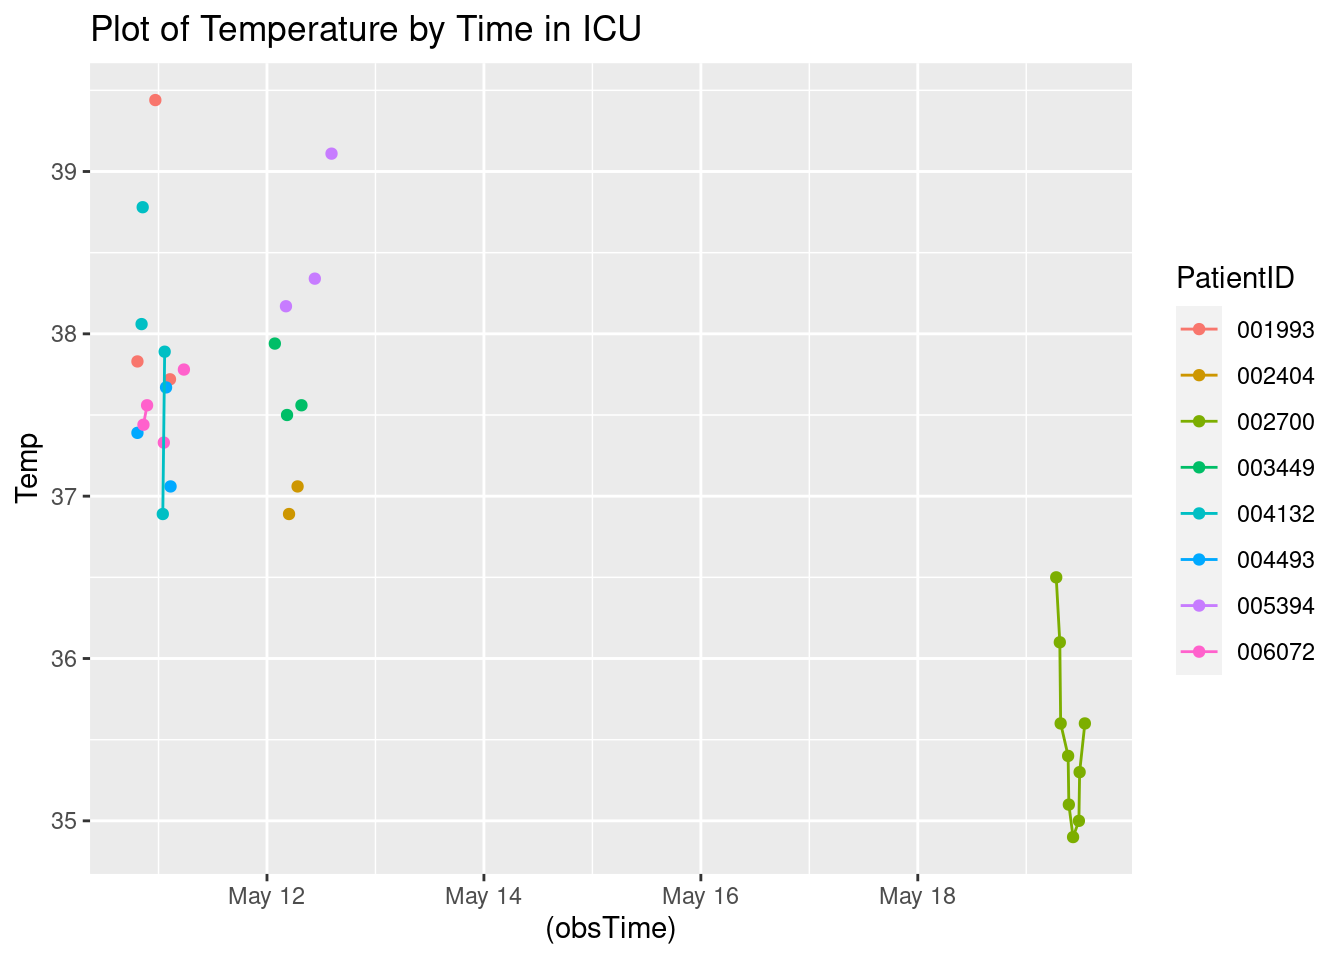 Plot of Temperature by Time in ICU
Temp
39
38
37
36
35
May 12
May 14
May 16
May 18
(obsTime)
PatientID
001993
002404
002700
003449
004132
004493
005394
006072